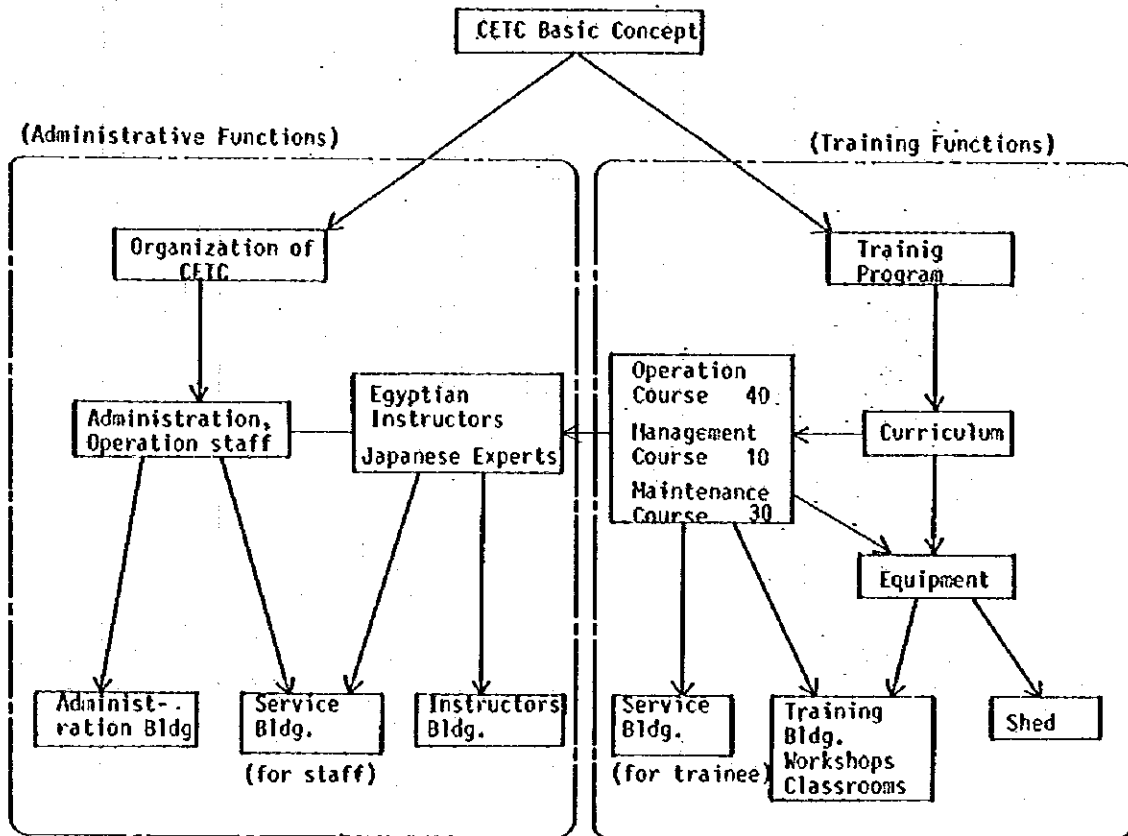 CETC Basic Concept
(Administrative Functions)
(Training Functions)
Organization of
CETC
Trainig
Program
Administration,
Operation staff
Egyptian
Instructors
Japanese Experts
Operation
Course 40
Management
Course 10
Maintenance
Course 30
Curriculum
Equipment
Administ-
ration Bldg
Service
Bldg.
(for staff)
Instructors
Bldg.
Service
Bldg.
(for trainee)
Training
Bldg.
Workshops
Classrooms
Shed